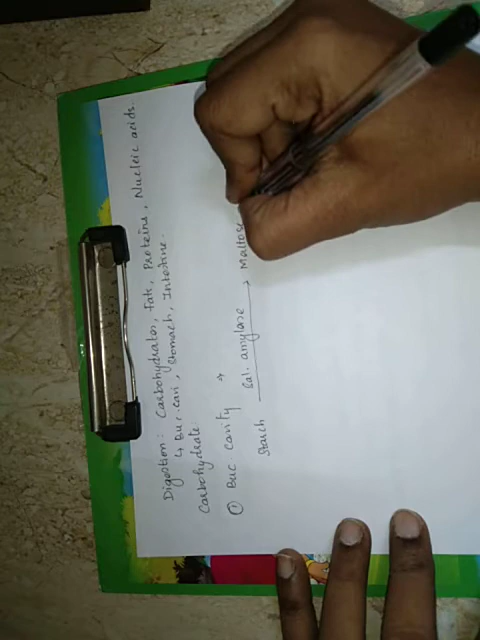 Digestion: Carbohydrates, Fats, Proteins, Nucleic acids.
↳ Buc. cavi, Stomach, Intestine.
Carbohydrate:
① Buc. cavity →
Starch Sal. amylase → Maltose